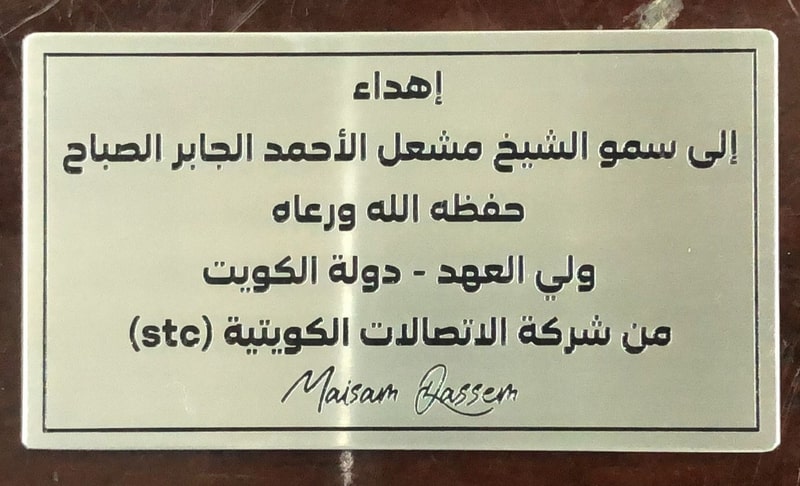 إهداء
إلى سمو الشيخ مشعل الأحمد الجابر الصباح
حفظه الله ورعاه
ولي العهد - دولة الكويت
من شركة الاتصالات الكويتية (stc)
Maisam Qassem